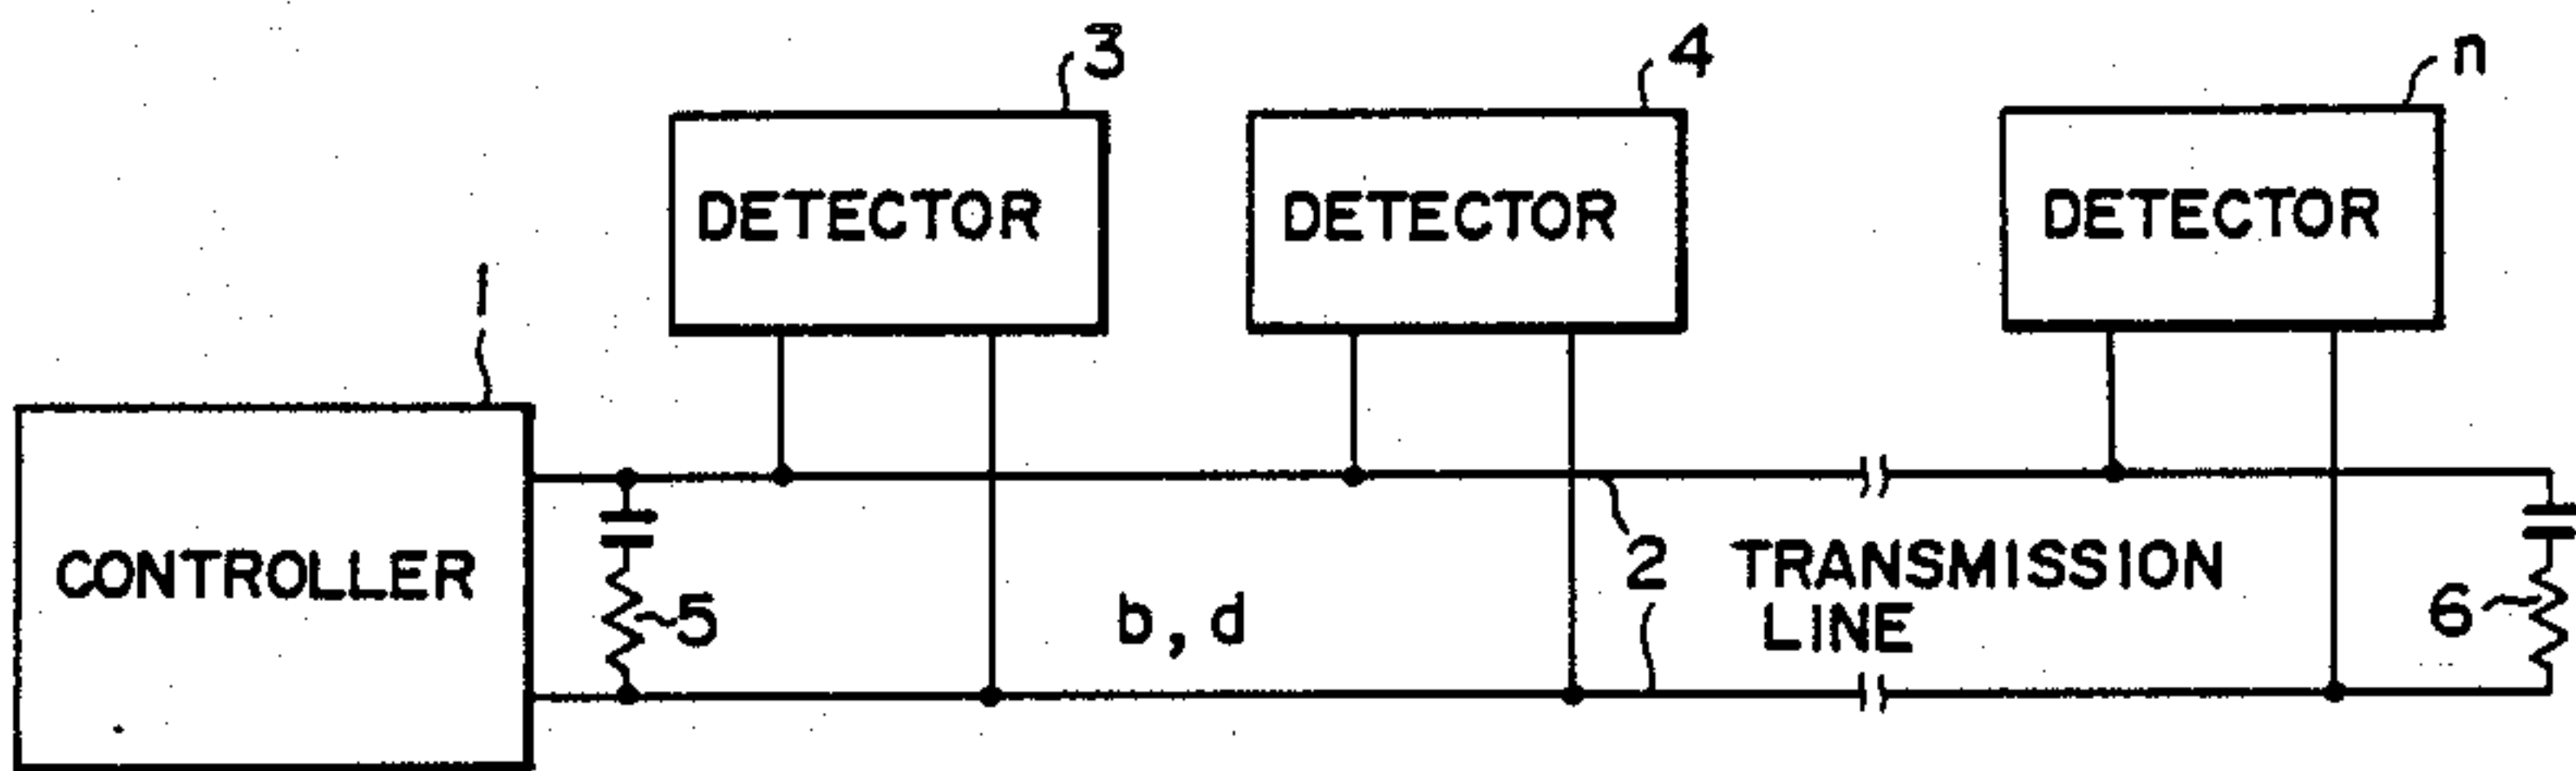 3
4
n
DETECTOR
DETECTOR
DETECTOR
1
CONTROLLER
5
b, d
2
TRANSMISSION
LINE
6